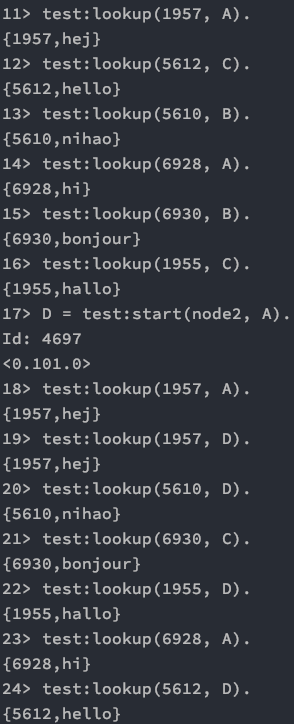 11> test:lookup(1957, A).
{1957,hej}
12> test:lookup(5612, C).
{5612,hello}
13> test:lookup(5610, B).
{5610,nihao}
14> test:lookup(6928, A).
{6928,hi}
15> test:lookup(6930, B).
{6930,bonjour}
16> test:lookup(1955, C).
{1955,hallo}
17> D = test:start(node2, A).
Id: 4697
<0.101.0>
18> test:lookup(1957, A).
{1957,hej}
19> test:lookup(1957, D).
{1957,hej}
20> test:lookup(5610, D).
{5610,nihao}
21> test:lookup(6930, C).
{6930,bonjour}
22> test:lookup(1955, D).
{1955,hallo}
23> test:lookup(6928, A).
{6928,hi}
24> test:lookup(5612, D).
{5612,hello}